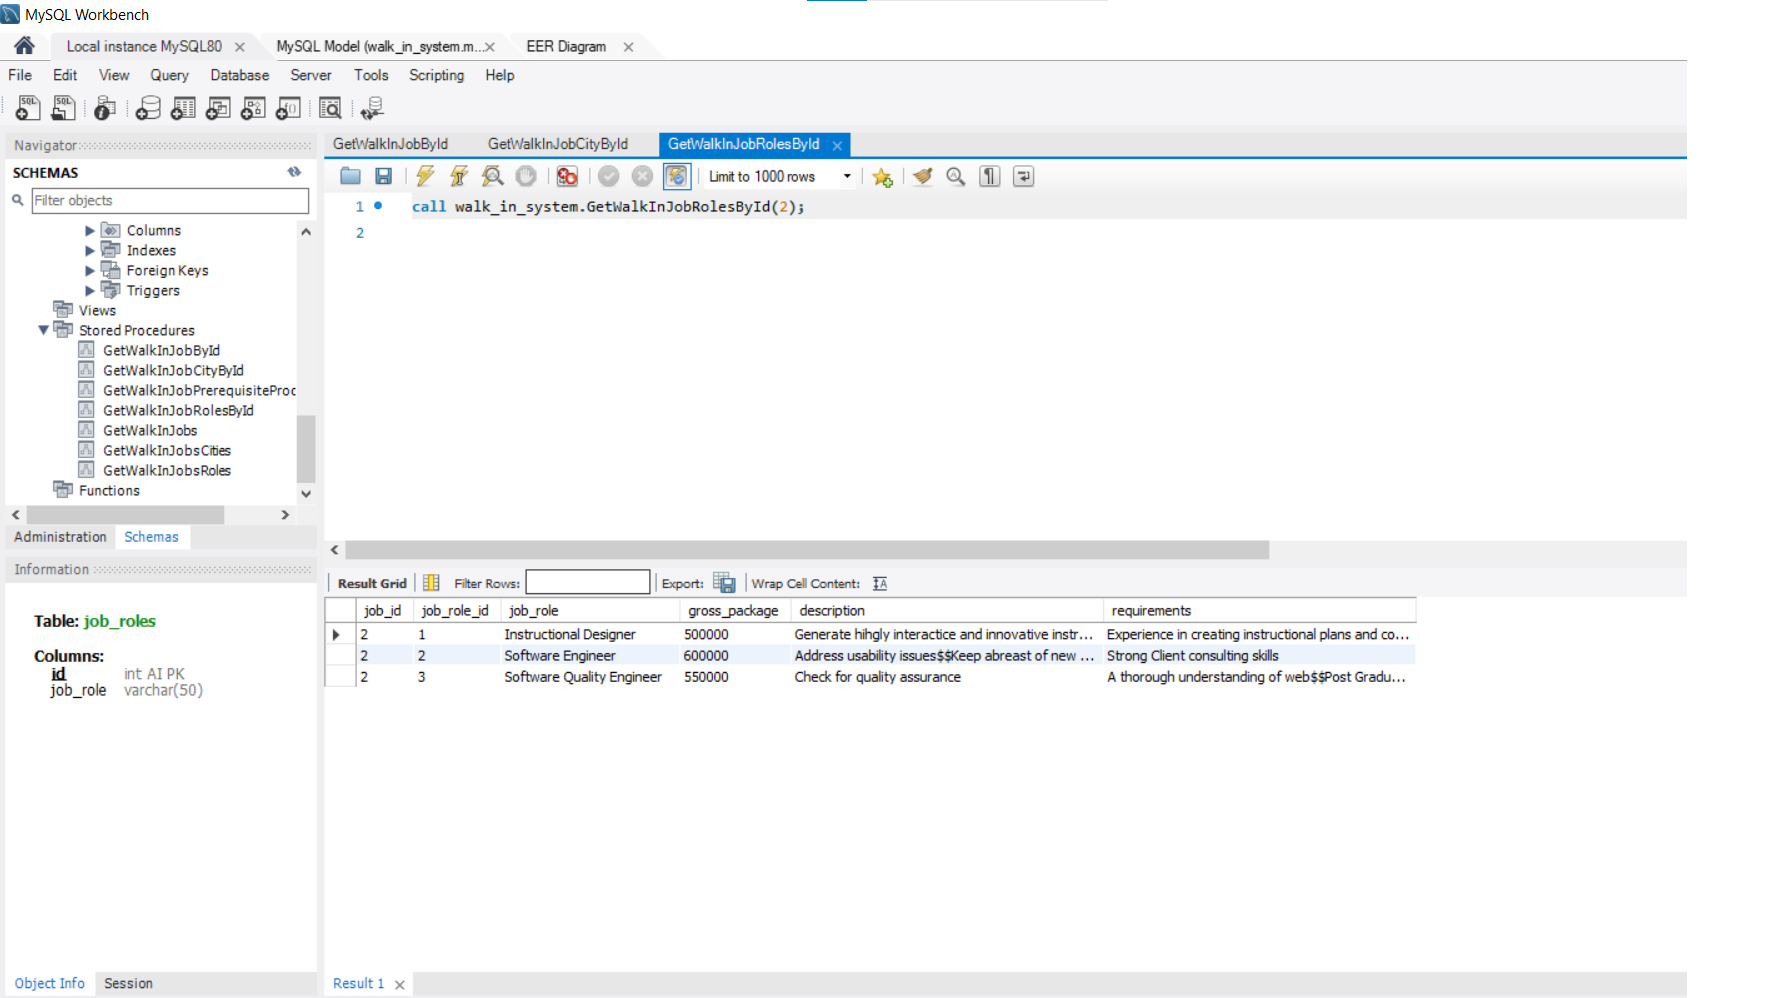 MySQL Workbench
Local instance MySQL80
MySQL Model (walk_in_system.m...
EER Diagram
File Edit View Query Database Server Tools Scripting Help
Navigator
SCHEMAS
Filter objects
Columns
Indexes
Foreign Keys
Triggers
Views
Stored Procedures
GetWalkInJobById
GetWalkInJobCityById
GetWalkInJobPrerequisiteProc
GetWalkInJobRolesById
GetWalkInJobs
GetWalkInJobsCities
GetWalkInJobsRoles
Functions
Administration Schemas
Information
Table: job_roles
Columns:
id int AI PK
job_role varchar(50)
Object Info Session
GetWalkInJobById GetWalkInJobCityById GetWalkInJobRolesById
Limit to 1000 rows
1 call walk_in_system.GetWalkInJobRolesById(2);
2
Result Grid Filter Rows: Export: Wrap Cell Content:
job_id job_role_id job_role gross_package description requirements
2 1 Instructional Designer 500000 Generate hihgly interactice and innovative instr... Experience in creating instructional plans and co...
2 2 Software Engineer 600000 Address usability issues$$Keep abreast of new ... Strong Client consulting skills
2 3 Software Quality Engineer 550000 Check for quality assurance A thorough understanding of web$$Post Gradu...
Result 1